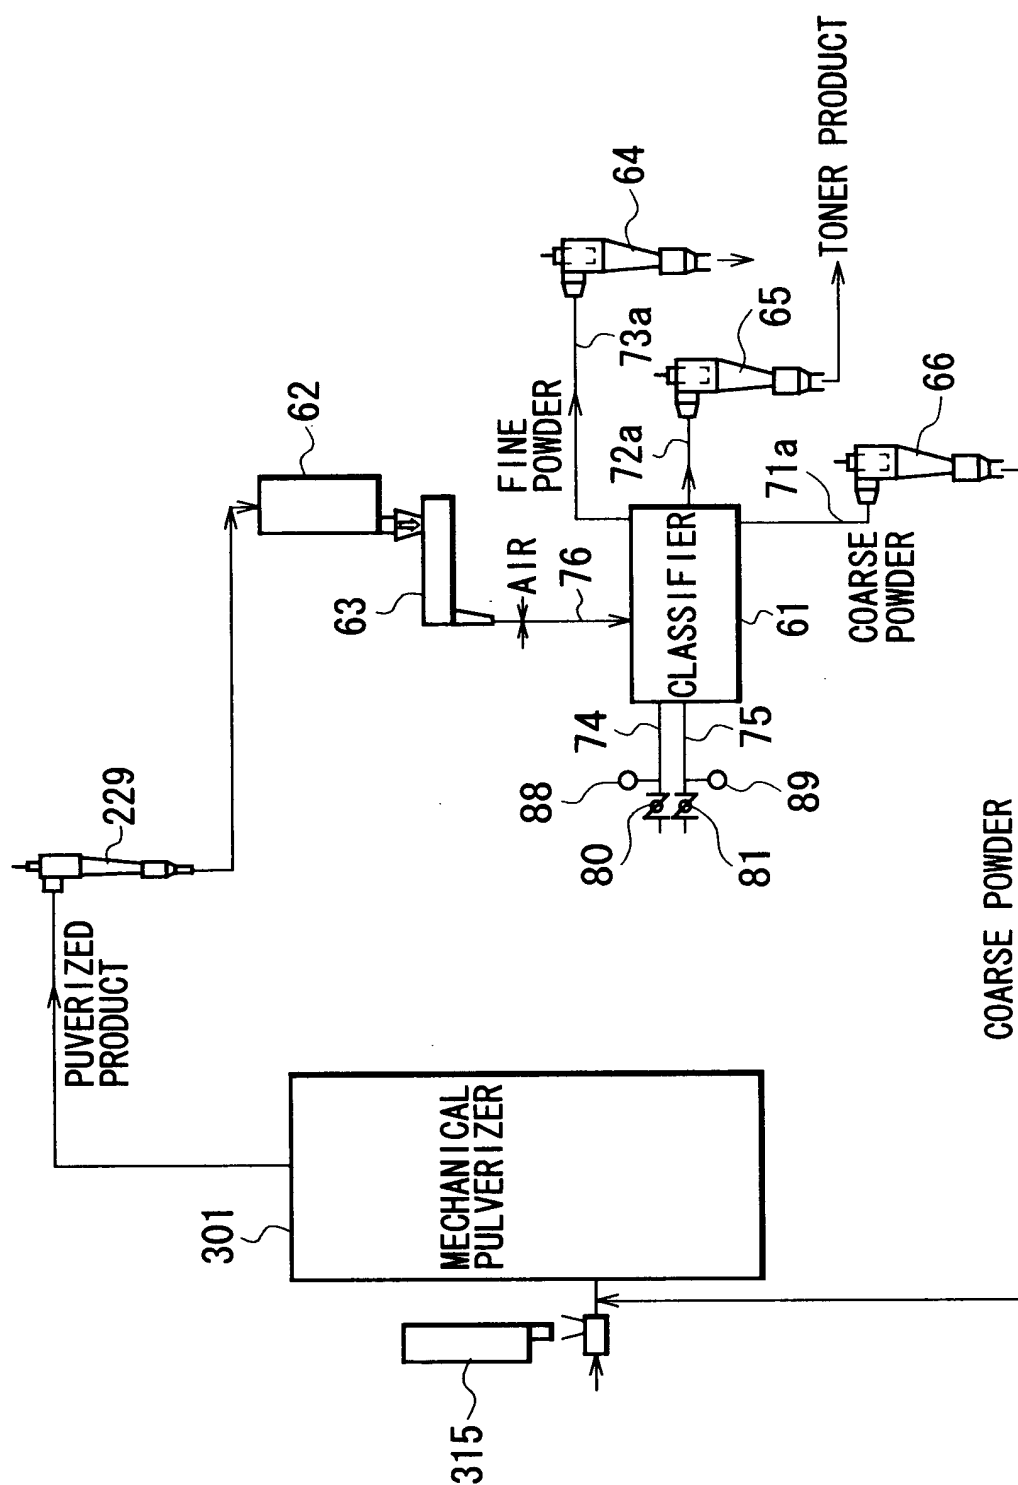 315
301
MECHANICAL
PULVERIZER
PUVERIZED
PRODUCT
229
62
63
AIR
76
88
80
74
81
75
89
CLASSIFIER
61
FINE
POWDER
73a
64
72a
65
TONER PRODUCT
71a
66
COARSE
POWDER
COARSE POWDER